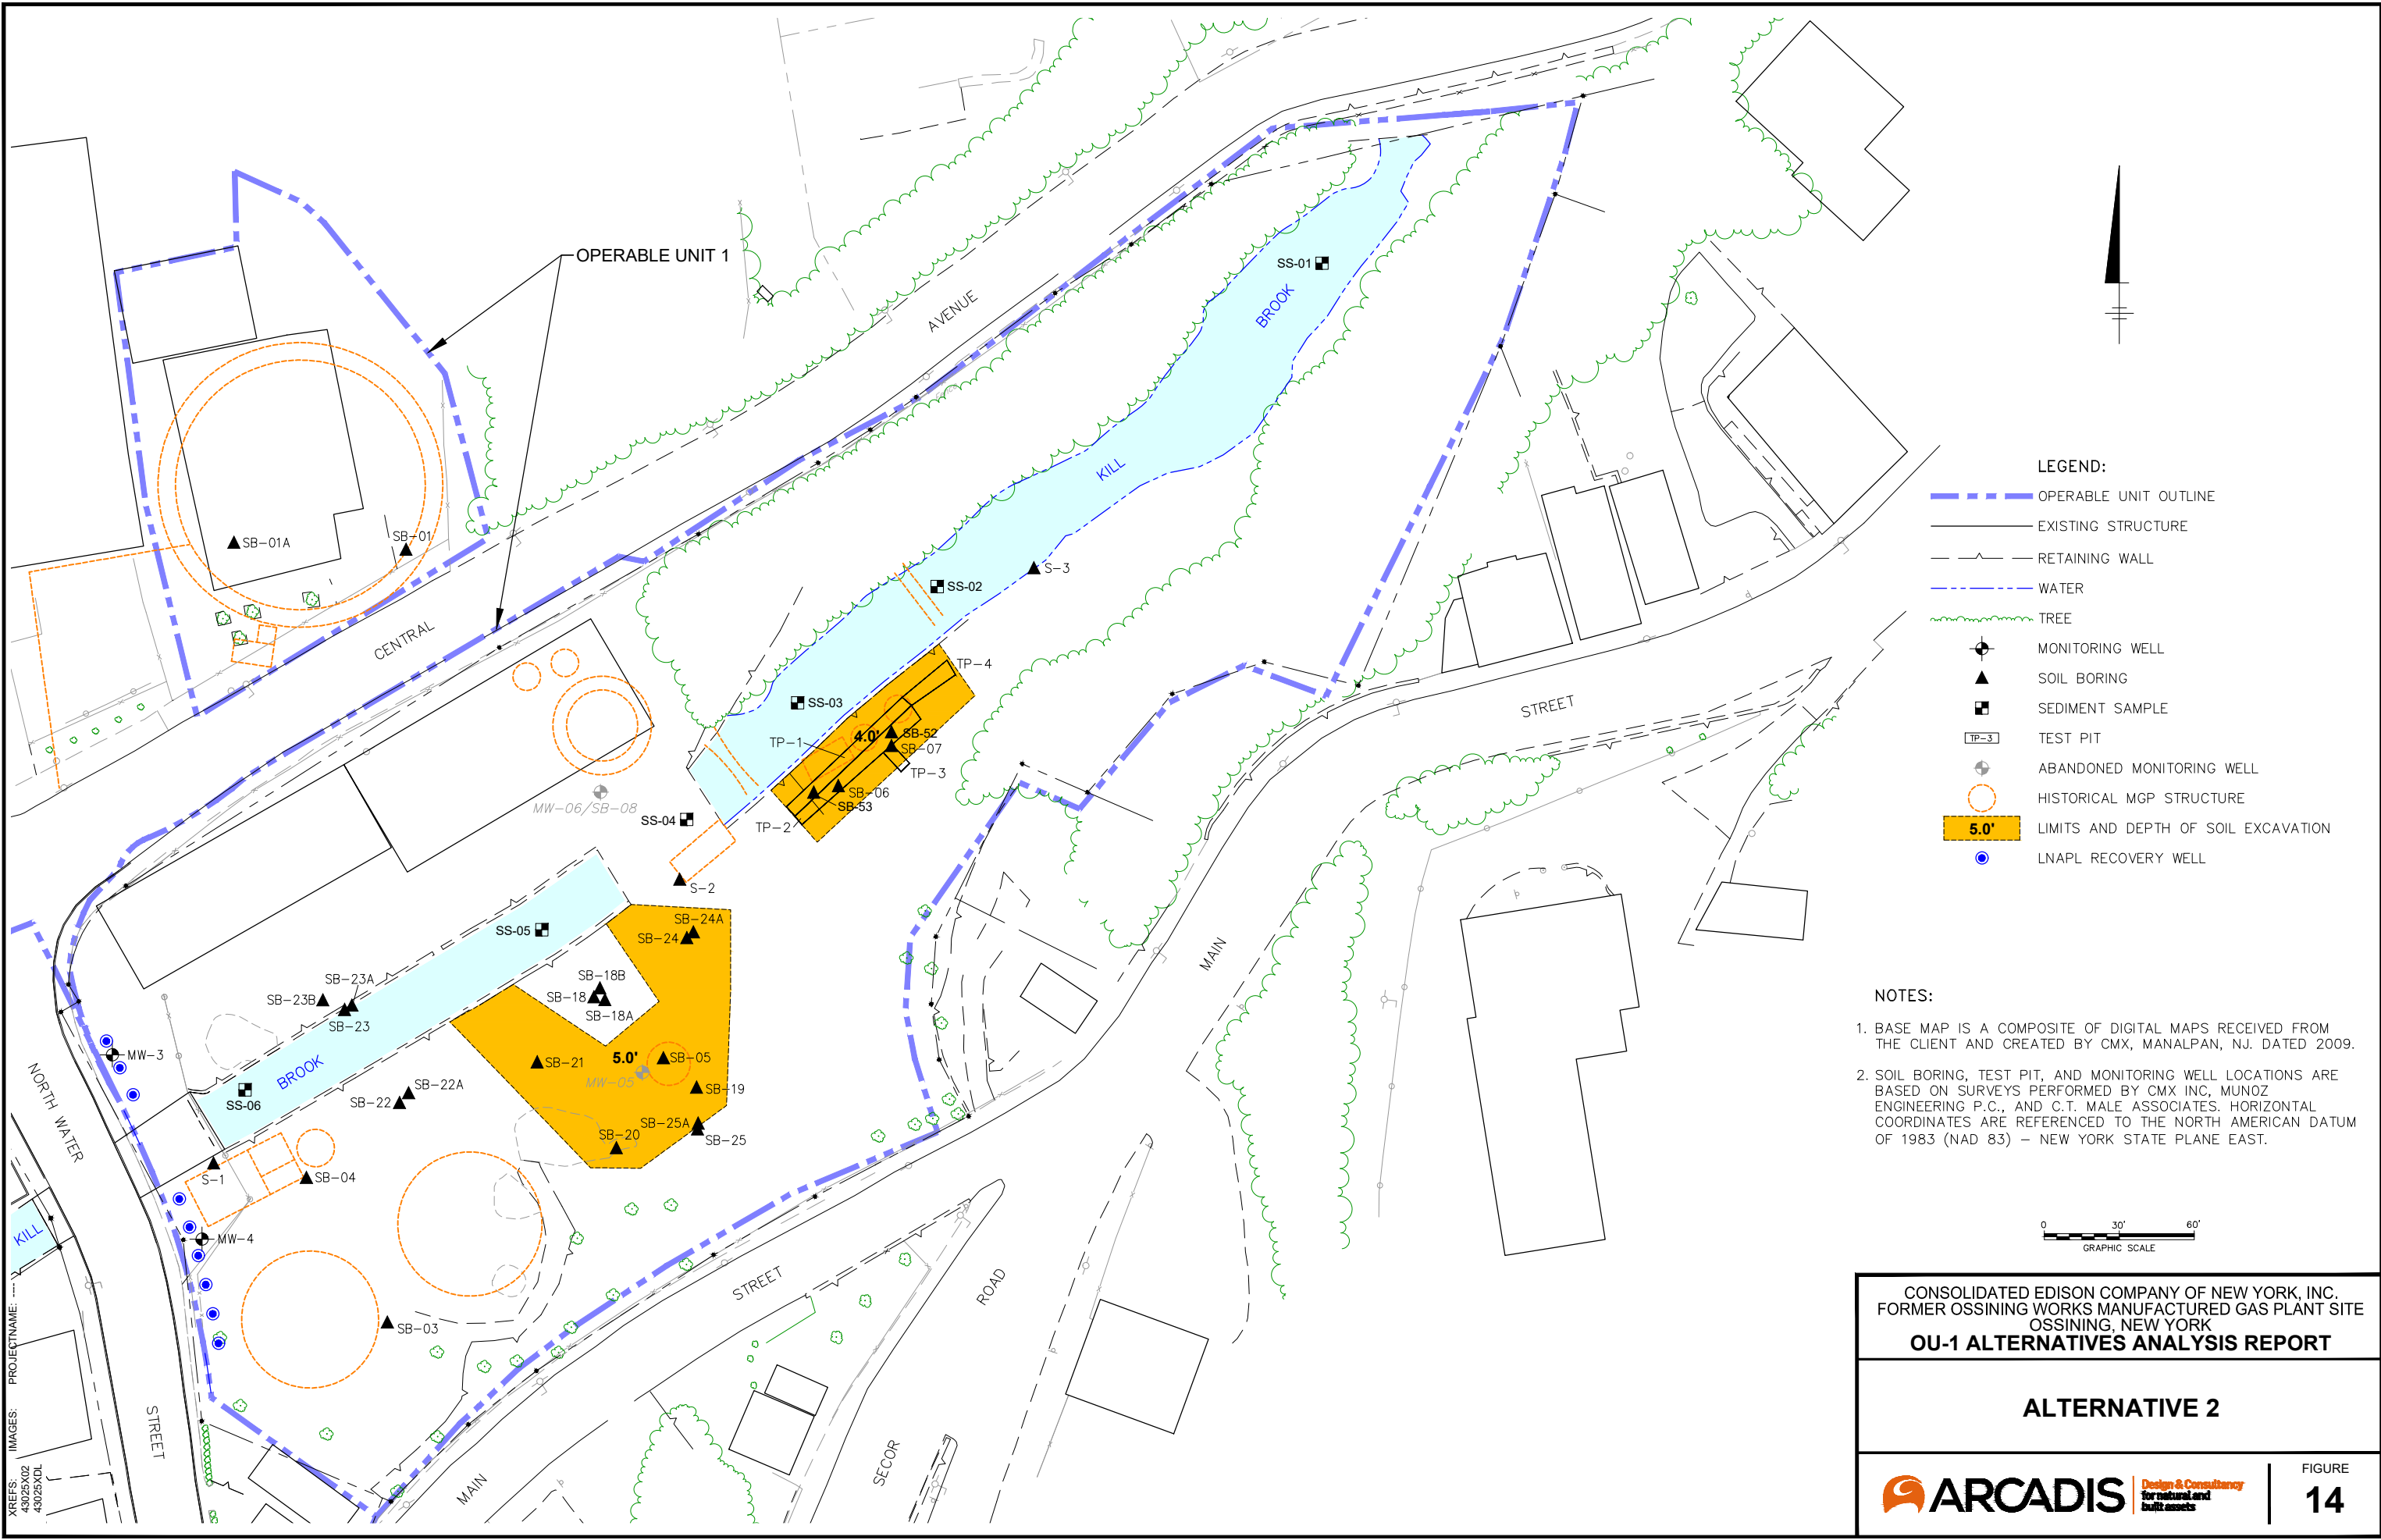 OPERABLE UNIT 1
AVENUE
CENTRAL
SS-01
BROOK
KILL
SB-01A
SB-01
SS-02
S-3
TP-4
SS-03
TP-1
4.0'
SB-52
SB-07
TP-3
SB-06
SB-53
TP-2
MW-06/SB-08
SS-04
S-2
STREET
MAIN
SS-05
SB-24A
SB-24
SB-18B
SB-18
SB-18A
SB-23A
SB-23B
SB-23
BROOK
SS-06
MW-3
SB-22A
SB-22
SB-21
5.0'
SB-05
MW-05
SB-19
SB-25A
SB-25
SB-20
NORTH WATER
STREET
S-1
SB-04
KILL
MW-4
SB-03
STREET
MAIN
ROAD
SECOR
LEGEND:
OPERABLE UNIT OUTLINE
EXISTING STRUCTURE
RETAINING WALL
WATER
TREE
MONITORING WELL
SOIL BORING
SEDIMENT SAMPLE
TP-3 TEST PIT
ABANDONED MONITORING WELL
HISTORICAL MGP STRUCTURE
5.0' LIMITS AND DEPTH OF SOIL EXCAVATION
LNAPL RECOVERY WELL
NOTES:
1. BASE MAP IS A COMPOSITE OF DIGITAL MAPS RECEIVED FROM
THE CLIENT AND CREATED BY CMX, MANALPAN, NJ. DATED 2009.
2. SOIL BORING, TEST PIT, AND MONITORING WELL LOCATIONS ARE
BASED ON SURVEYS PERFORMED BY CMX INC, MUNOZ
ENGINEERING P.C., AND C.T. MALE ASSOCIATES. HORIZONTAL
COORDINATES ARE REFERENCED TO THE NORTH AMERICAN DATUM
OF 1983 (NAD 83) – NEW YORK STATE PLANE EAST.
0 30' 60'
GRAPHIC SCALE
CONSOLIDATED EDISON COMPANY OF NEW YORK, INC.
FORMER OSSINING WORKS MANUFACTURED GAS PLANT SITE
OSSINING, NEW YORK
OU-1 ALTERNATIVES ANALYSIS REPORT
ALTERNATIVE 2
ARCADIS
Design & Consultancy
for natural and
built assets
FIGURE
14
XREFS: IMAGES: PROJECTNAME: ----
43025X02
43025XDL